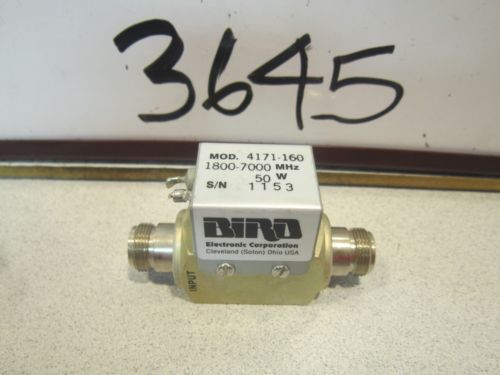 3645
MOD. 4171-160
1800-7000 MHz
50 W
S/N 1153
BIRD
Electronic Corporation
Cleveland (Solon) Ohio USA
INPUT